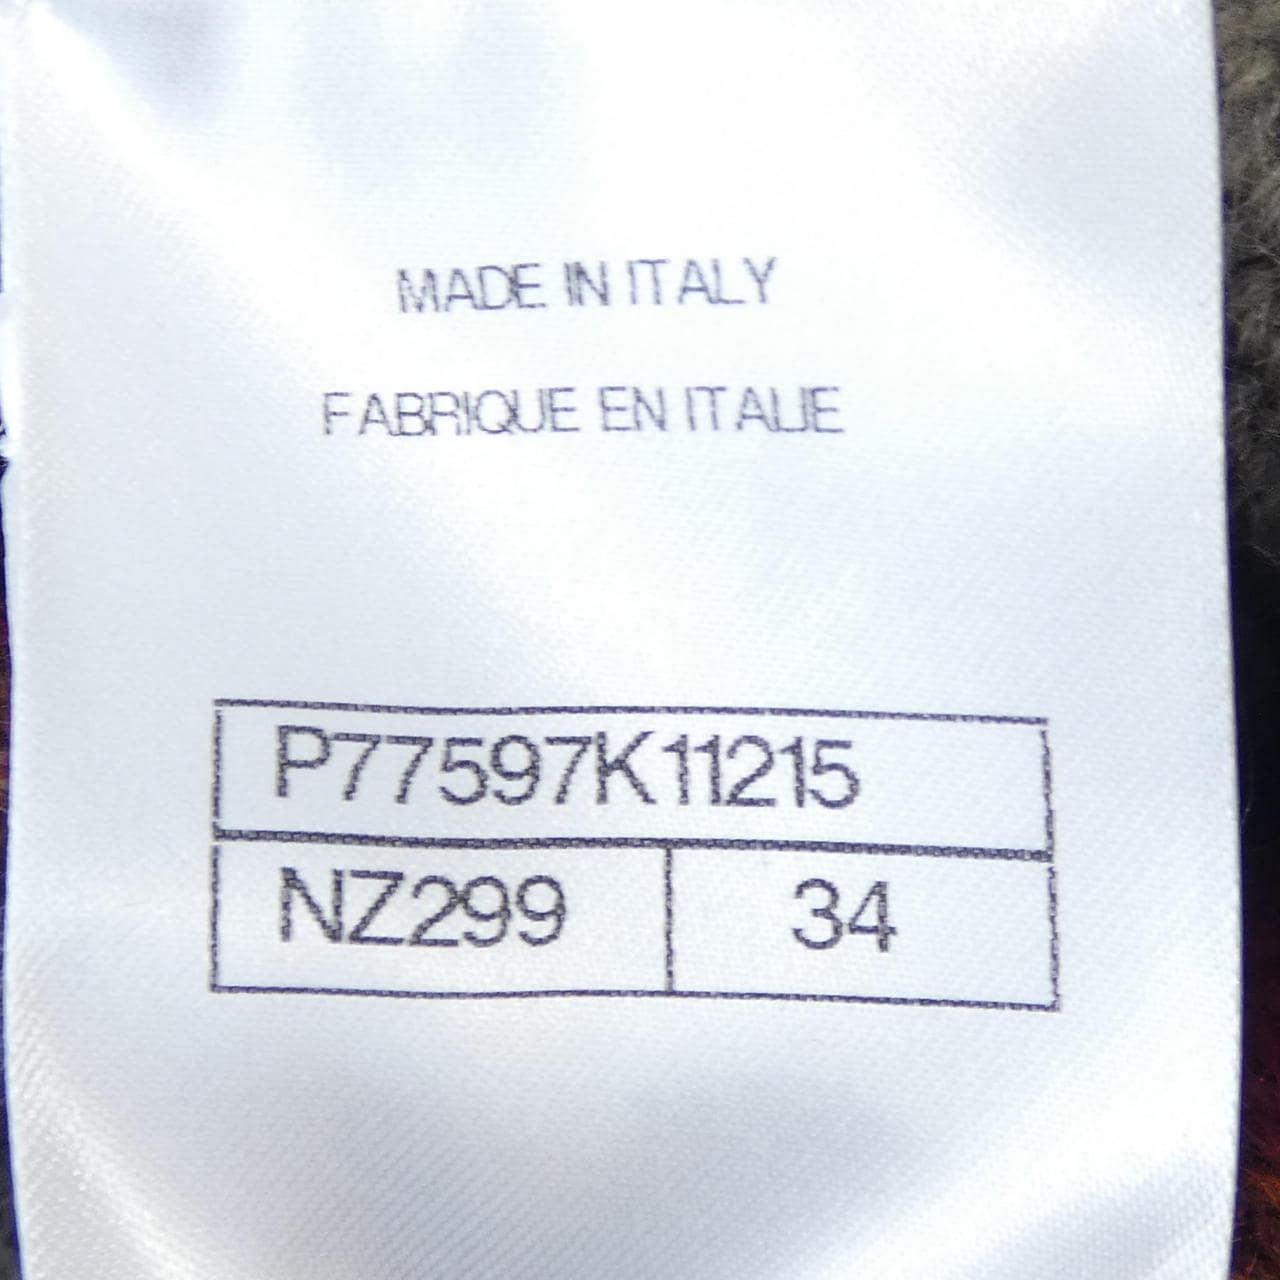 MADE IN ITALY
FABRIQUE EN ITALIE
P77597K11215
NZ299 34